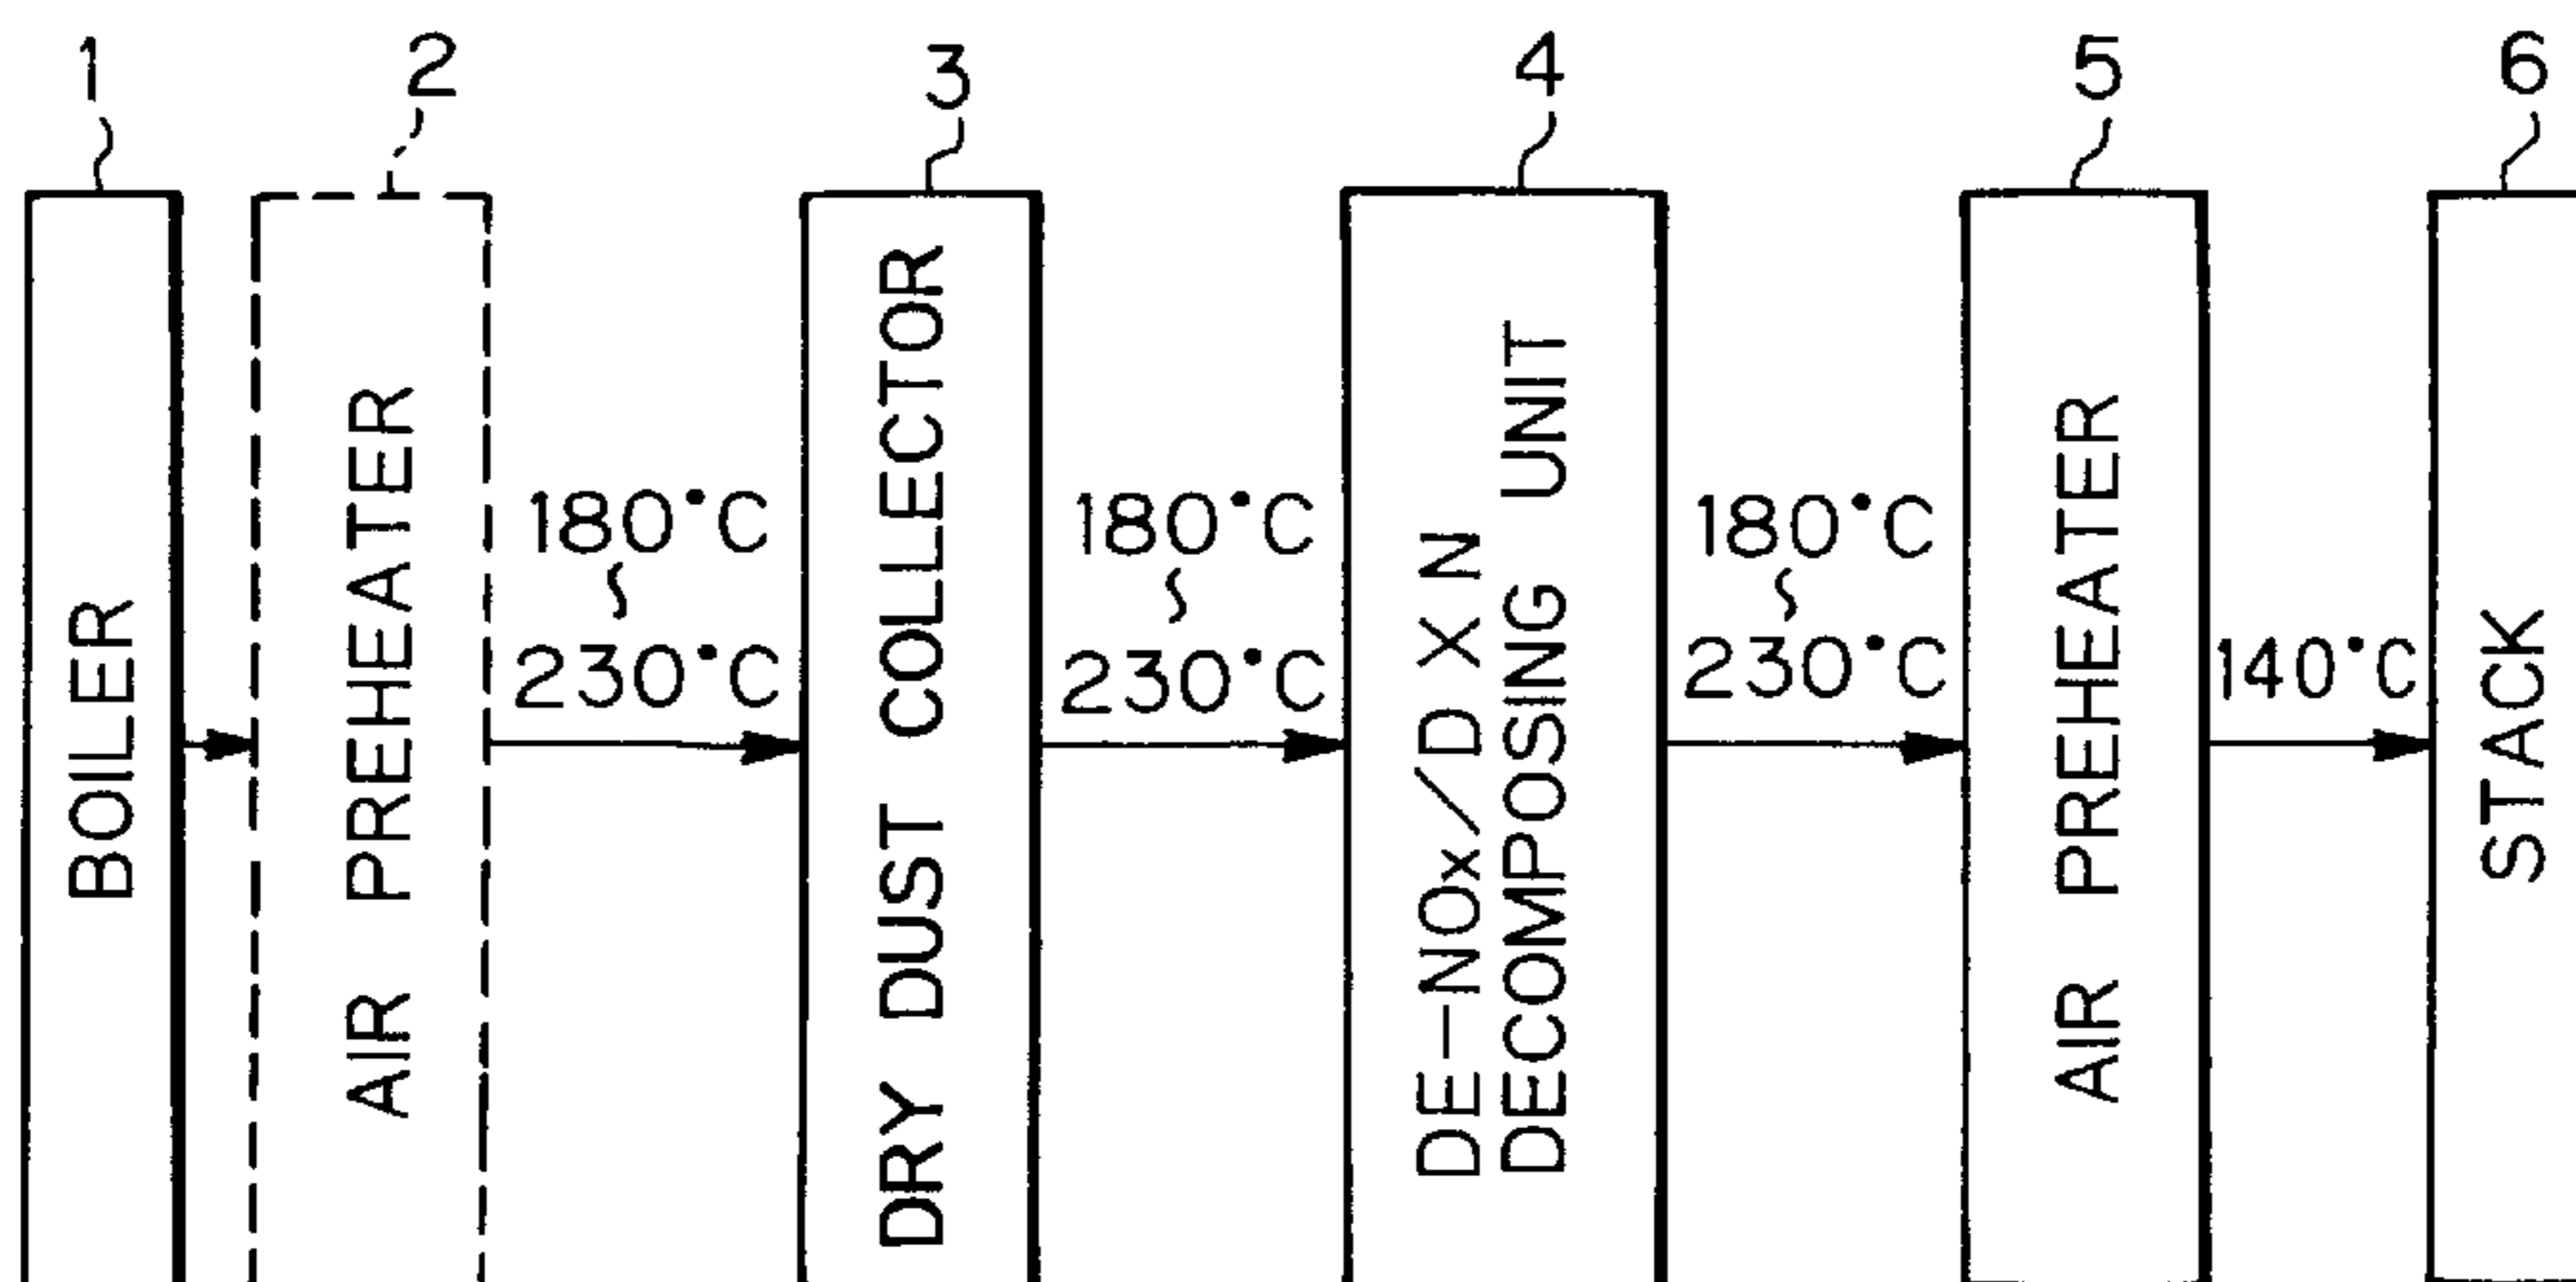 1
2
3
4
5
6
BOILER
AIR PREHEATER
180°C
~
230°C
DRY DUST COLLECTOR
180°C
~
230°C
DE-NOx/DXN
DECOMPOSING UNIT
180°C
~
230°C
AIR PREHEATER
140°C
STACK